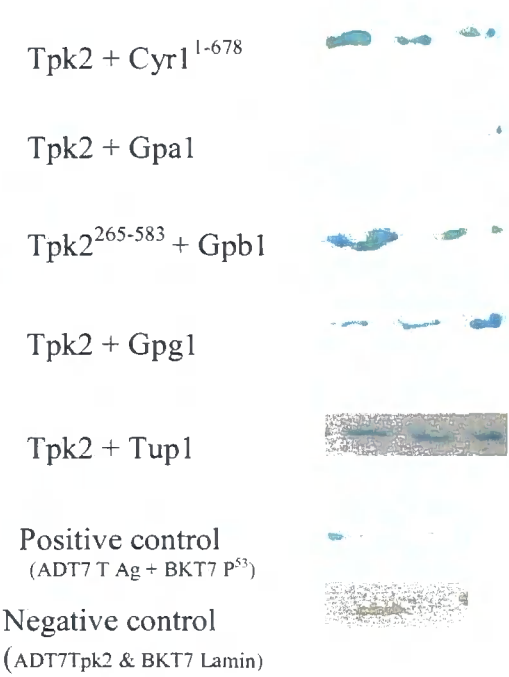 Tpk2 + Cyr1 1-678
Tpk2 + Gpa1
Tpk2 265-583 + Gpb1
Tpk2 + Gpg1
Tpk2 + Tup1
Positive control
(ADT7 T Ag + BKT7 P53)
Negative control
(ADT7Tpk2 & BKT7 Lamin)